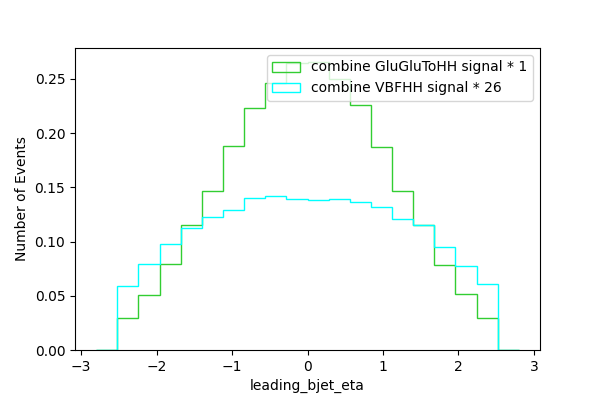 combine GluGluToHH signal * 1
combine VBFHH signal * 26
Number of Events
0.25
0.20
0.15
0.10
0.05
0.00
−3 −2 −1 0 1 2 3
leading_bjet_eta